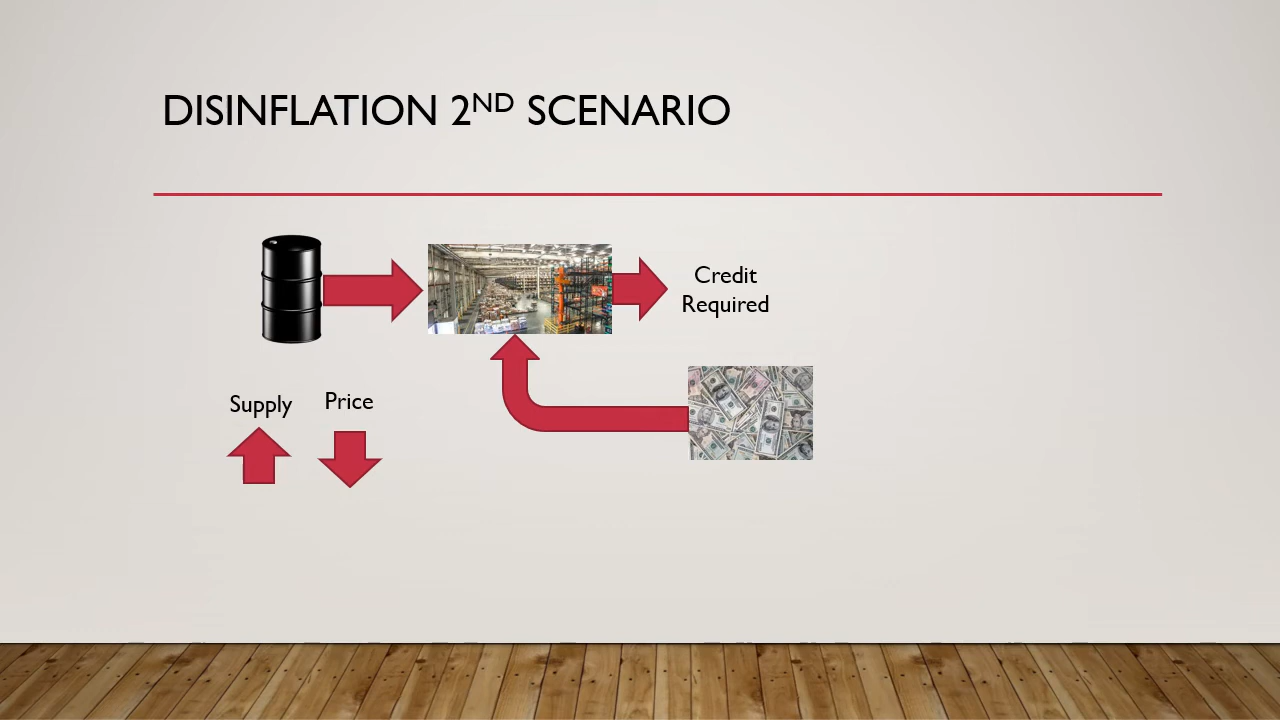 DISINFLATION 2ND SCENARIO
Credit
Required
Supply
Price